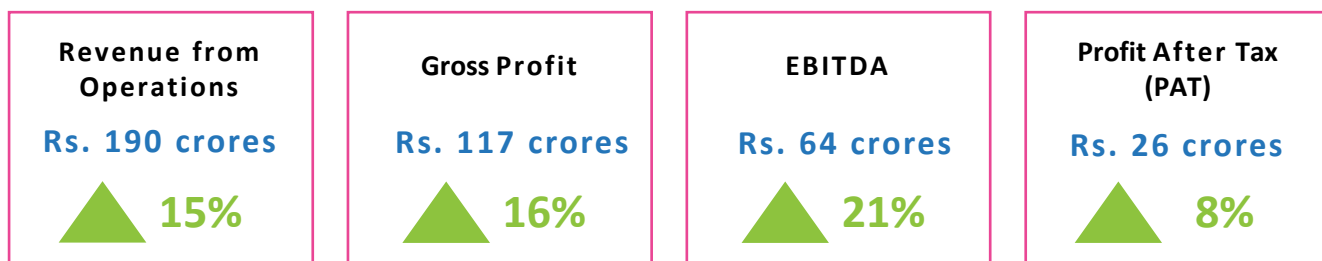 Revenue from
Operations
Rs. 190 crores
15%
Gross Profit
Rs. 117 crores
16%
EBITDA
Rs. 64 crores
21%
Profit After Tax
(PAT)
Rs. 26 crores
8%